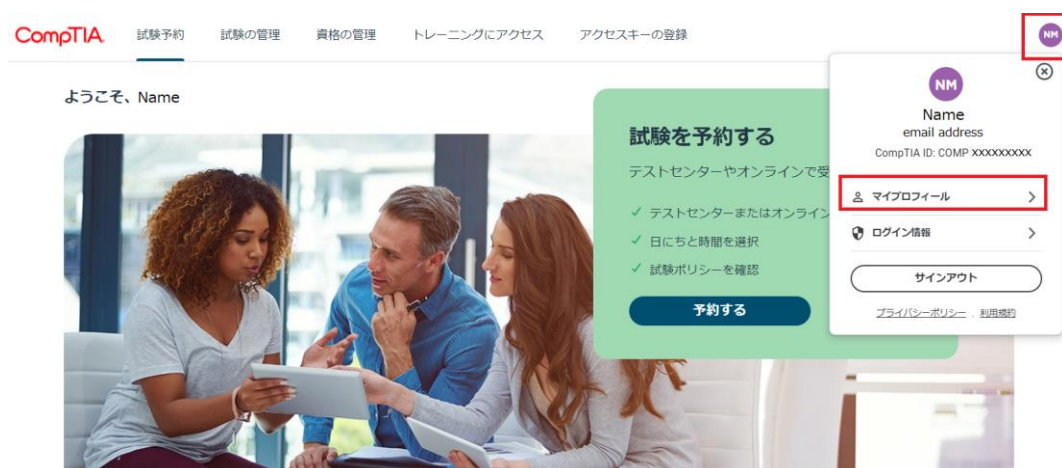 CompTIA. 試験予約 試験の管理 資格の管理 トレーニングにアクセス アクセスキーの登録 NM
ようこそ、Name
試験を予約する
テストセンターやオンラインで受
✓ テストセンターまたはオンライン
✓ 日にちと時間を選択
✓ 試験ポリシーを確認
予約する
NM
Name
email address
CompTIA ID: COMP XXXXXXXXX
マイプロフィール
ログイン情報
サインアウト
プライバシーポリシー , 利用規約